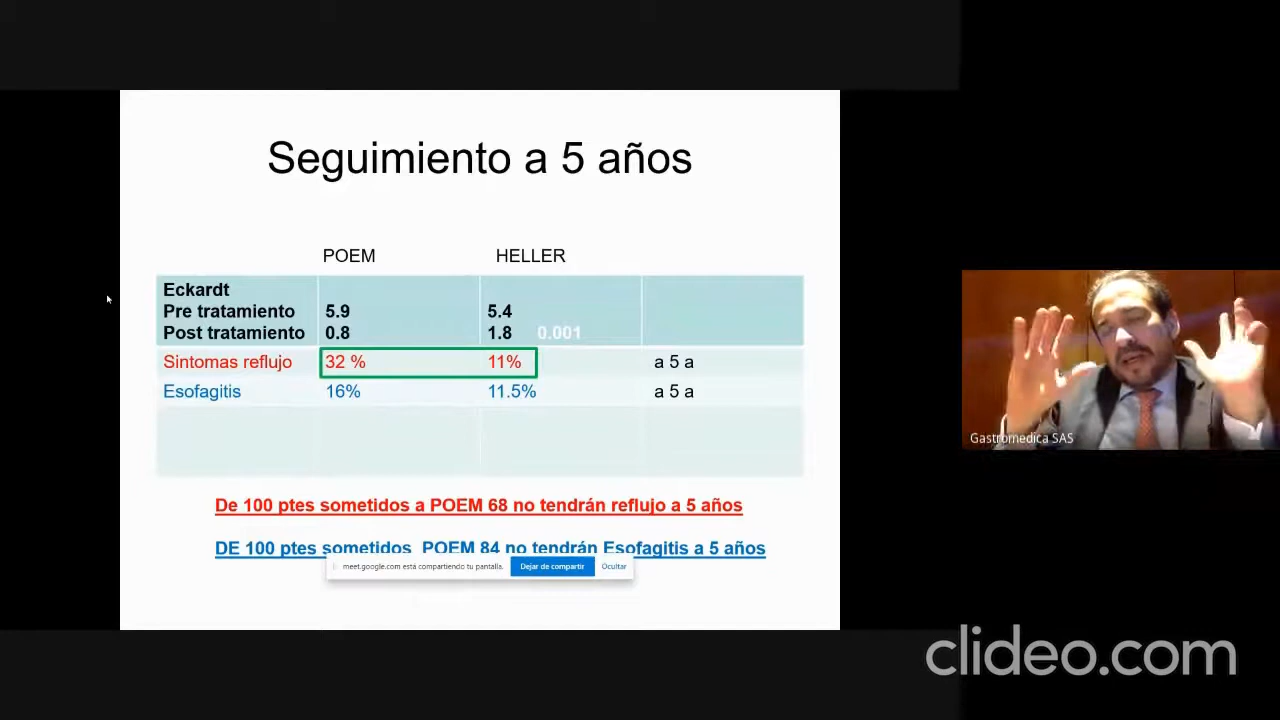 Seguimiento a 5 años
POEM HELLER
Eckardt
Pre tratamiento 5.9 5.4
Post tratamiento 0.8 1.8 0.001
Sintomas reflujo 32 % 11% a 5 a
Esofagitis 16% 11.5% a 5 a
De 100 ptes sometidos a POEM 68 no tendrán reflujo a 5 años
DE 100 ptes sometidos POEM 84 no tendrán Esofagitis a 5 años
meet.google.com está compartiendo tu pantalla. Dejar de compartir Ocultar
Gastromedica SAS
clideo.com